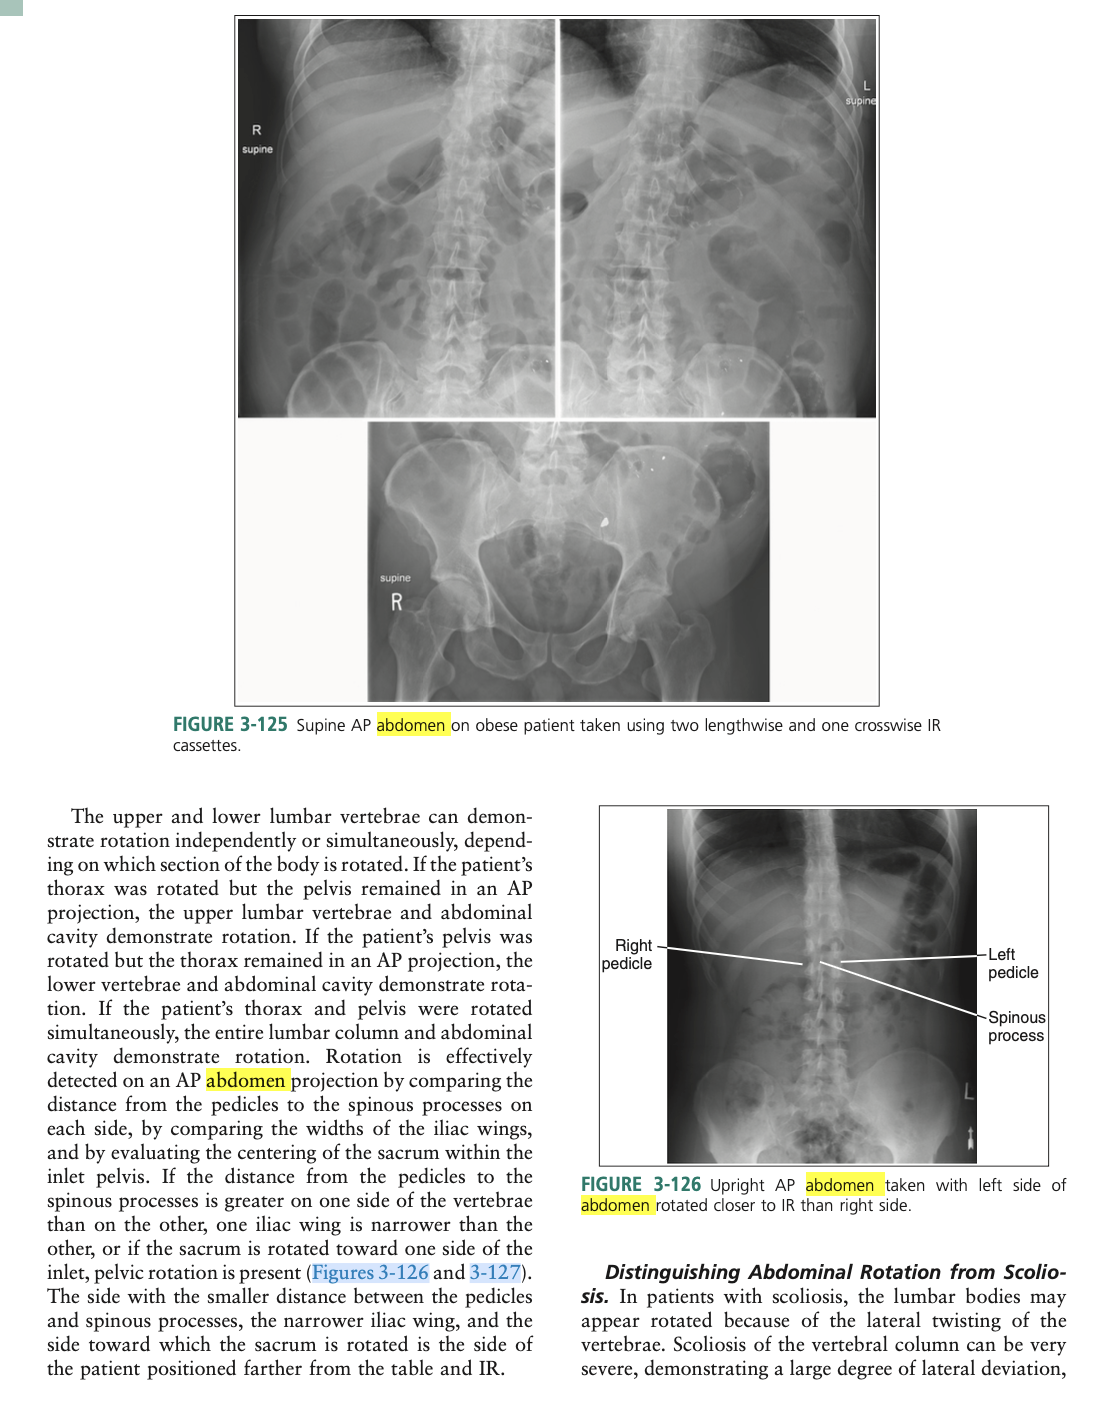 R
supine
L
supine
supine
R
FIGURE 3-125 Supine AP abdomen on obese patient taken using two lengthwise and one crosswise IR
cassettes.
The upper and lower lumbar vertebrae can demon-
strate rotation independently or simultaneously, depend-
ing on which section of the body is rotated. If the patient's
thorax was rotated but the pelvis remained in an AP
projection, the upper lumbar vertebrae and abdominal
cavity demonstrate rotation. If the patient's pelvis was
rotated but the thorax remained in an AP projection, the
lower vertebrae and abdominal cavity demonstrate rota-
tion. If the patient's thorax and pelvis were rotated
simultaneously, the entire lumbar column and abdominal
cavity demonstrate rotation. Rotation is effectively
detected on an AP abdomen projection by comparing the
distance from the pedicles to the spinous processes on
each side, by comparing the widths of the iliac wings,
and by evaluating the centering of the sacrum within the
inlet pelvis. If the distance from the pedicles to the
spinous processes is greater on one side of the vertebrae
than on the other, one iliac wing is narrower than the
other, or if the sacrum is rotated toward one side of the
inlet, pelvic rotation is present (Figures 3-126 and 3-127).
The side with the smaller distance between the pedicles
and spinous processes, the narrower iliac wing, and the
side toward which the sacrum is rotated is the side of
the patient positioned farther from the table and IR.
Right
pedicle
Left
pedicle
Spinous
process
L
FIGURE 3-126 Upright AP abdomen taken with left side of
abdomen rotated closer to IR than right side.
Distinguishing Abdominal Rotation from Scolio-
sis. In patients with scoliosis, the lumbar bodies may
appear rotated because of the lateral twisting of the
vertebrae. Scoliosis of the vertebral column can be very
severe, demonstrating a large degree of lateral deviation,